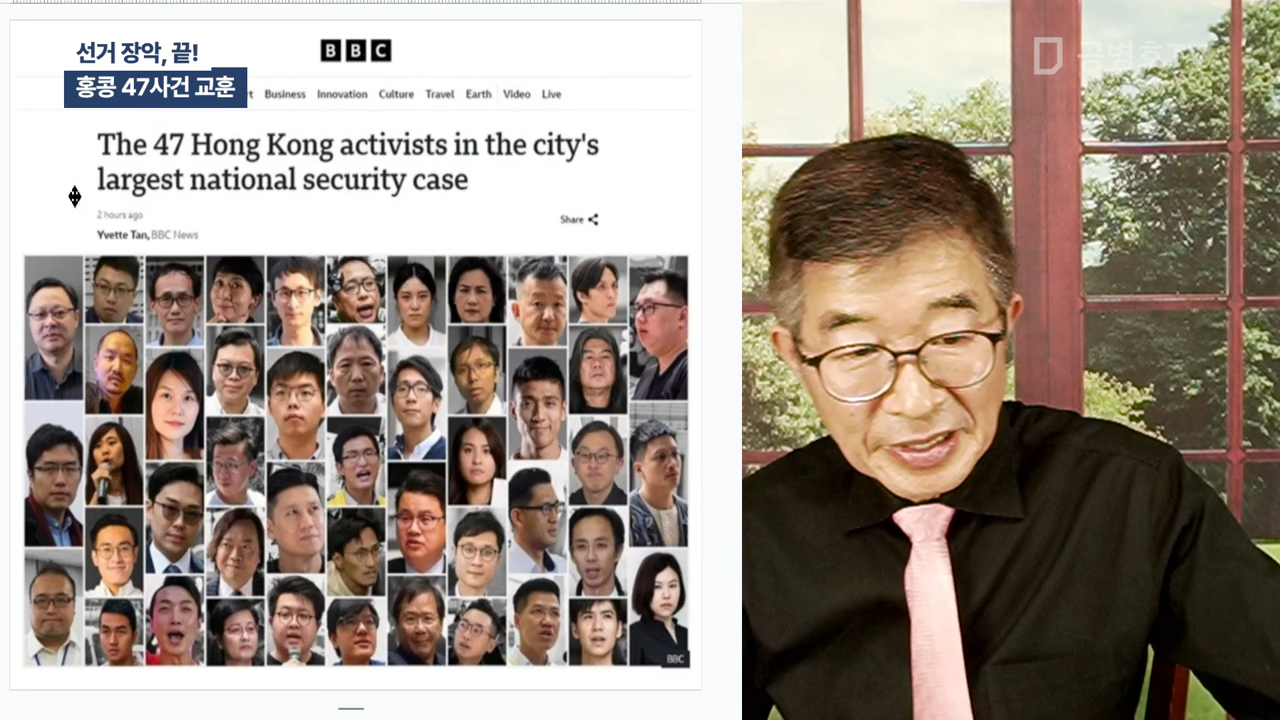 선거 장악, 끝!
홍콩 47사건 교훈
BBC
Business Innovation Culture Travel Earth Video Live
The 47 Hong Kong activists in the city's
largest national security case
2 hours ago
Share
Yvette Tan, BBC News
BBC